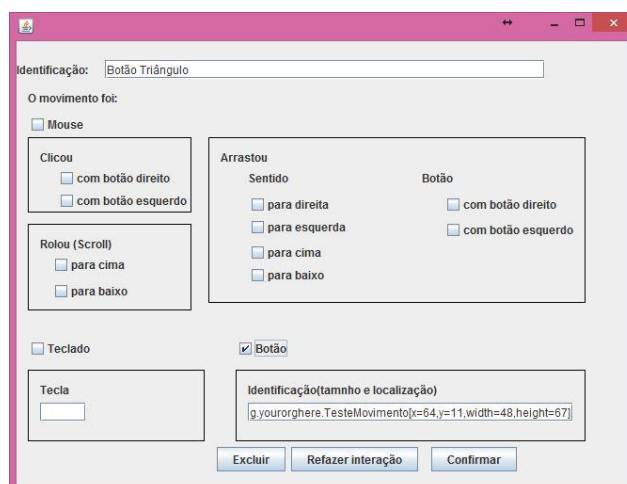 Identificação: Botão Triângulo
O movimento foi:
Mouse
Clicou
com botão direito
com botão esquerdo
Rolou (Scroll)
para cima
para baixo
Arrastou
Sentido
para direita
para esquerda
para cima
para baixo
Botão
com botão direito
com botão esquerdo
Teclado
Tecla
Botão
Identificação(tamnho e localização)
g.yourorghere.TesteMovimento[x=64,y=11,width=48,height=67]
Excluir Refazer interação Confirmar